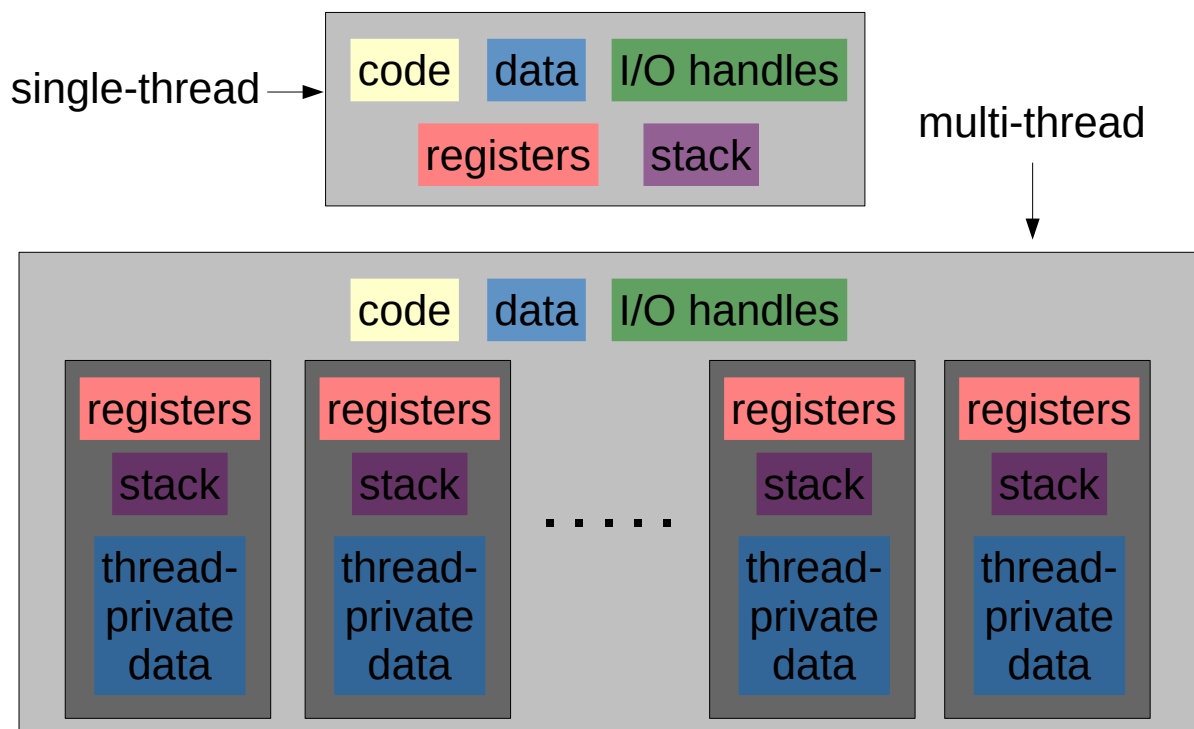 code data I/O handles
single-thread
registers stack
multi-thread
code data I/O handles
registers registers registers registers
stack stack stack stack
. . . . .
thread- thread- thread- thread-
private private private private
data data data data